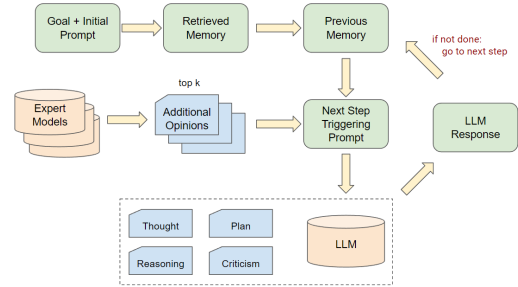 Goal + Initial
Prompt
Retrieved
Memory
Previous
Memory
if not done:
go to next step
top k
Expert
Models
Additional
Opinions
Next Step
Triggering
Prompt
LLM
Response
Thought
Plan
Reasoning
Criticism
LLM